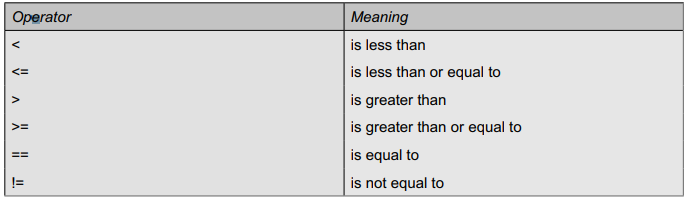 Operator Meaning
< is less than
<= is less than or equal to
> is greater than
>= is greater than or equal to
== is equal to
!= is not equal to